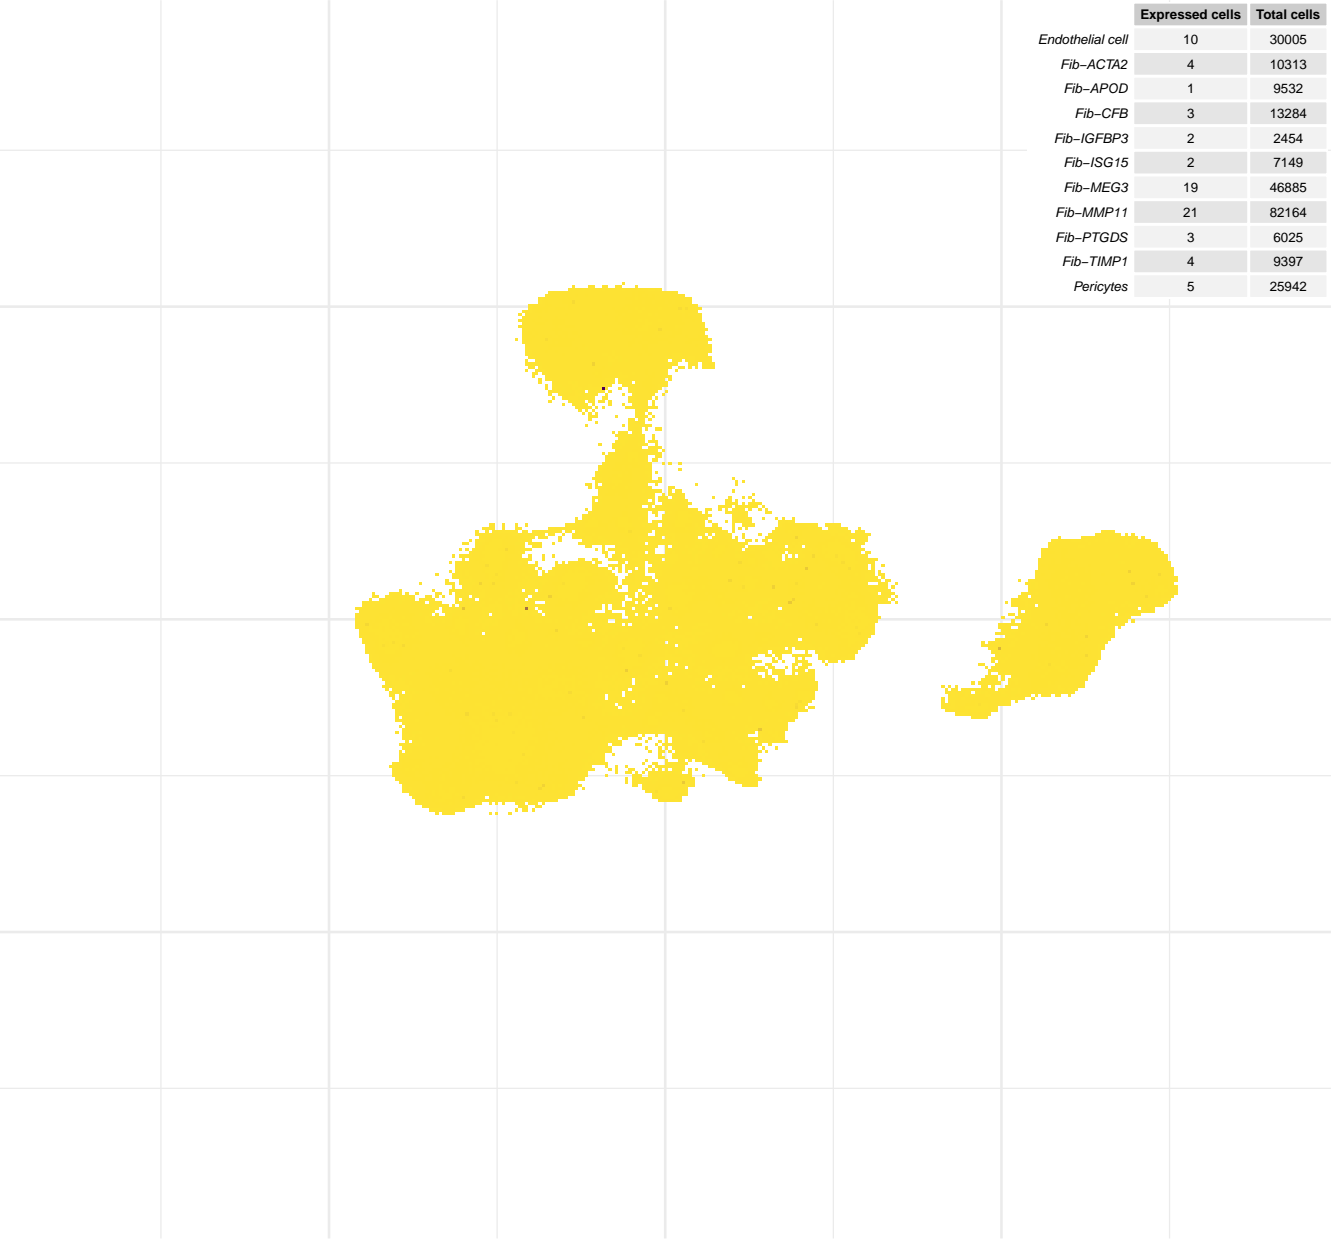 Expressed cells Total cells
Endothelial cell 10 30005
Fib−ACTA2 4 10313
Fib−APOD 1 9532
Fib−CFB 3 13284
Fib−IGFBP3 2 2454
Fib−ISG15 2 7149
Fib−MEG3 19 46885
Fib−MMP11 21 82164
Fib−PTGDS 3 6025
Fib−TIMP1 4 9397
Pericytes 5 25942